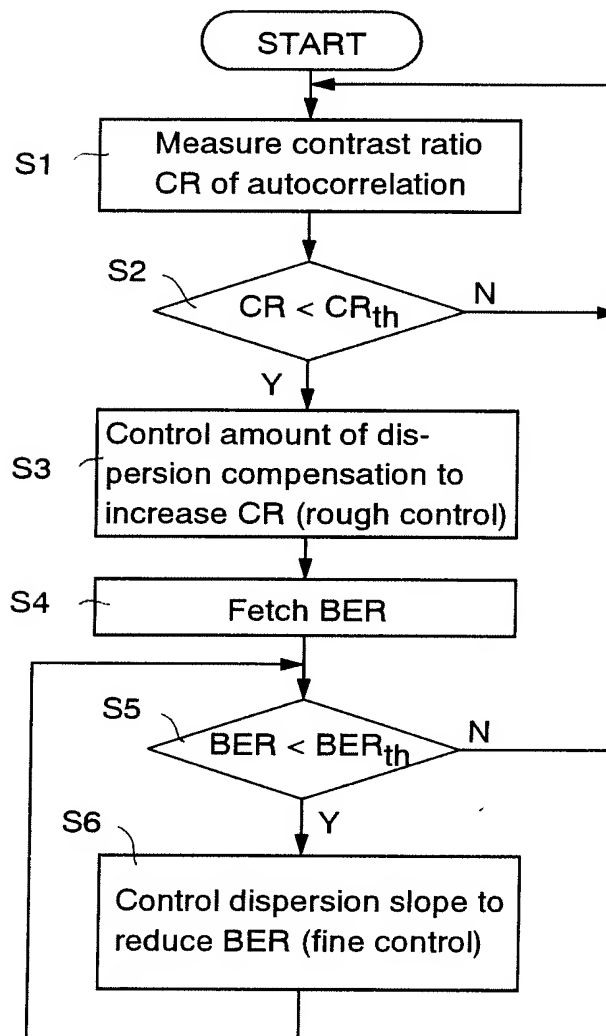 START
S1
Measure contrast ratio
CR of autocorrelation
S2
CR < CRth
N
Y
S3
Control amount of dis-
persion compensation to
increase CR (rough control)
S4
Fetch BER
S5
BER < BERth
N
Y
S6
Control dispersion slope to
reduce BER (fine control)